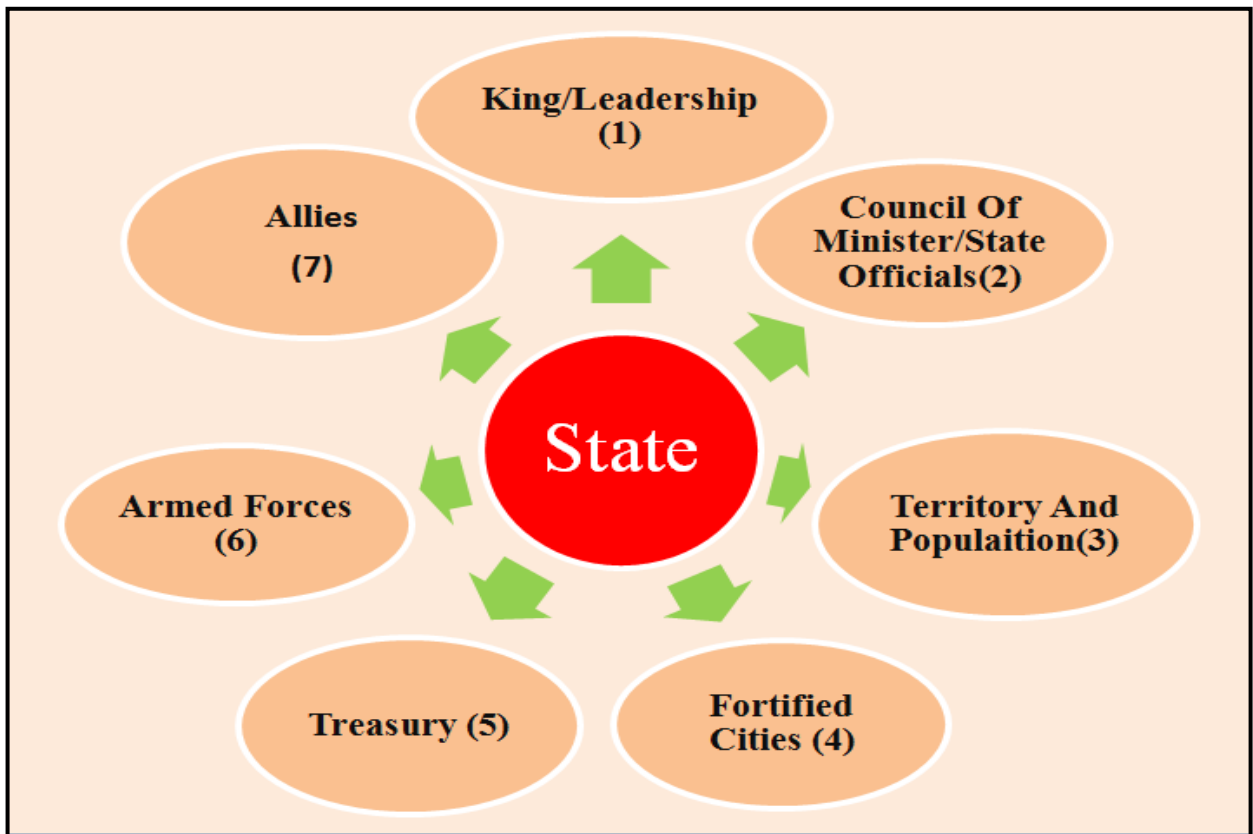 King/Leadership
(1)
Council Of
Minister/State
Officials(2)
Territory And
Populaition(3)
Fortified
Cities (4)
Treasury (5)
Armed Forces
(6)
Allies
(7)
State